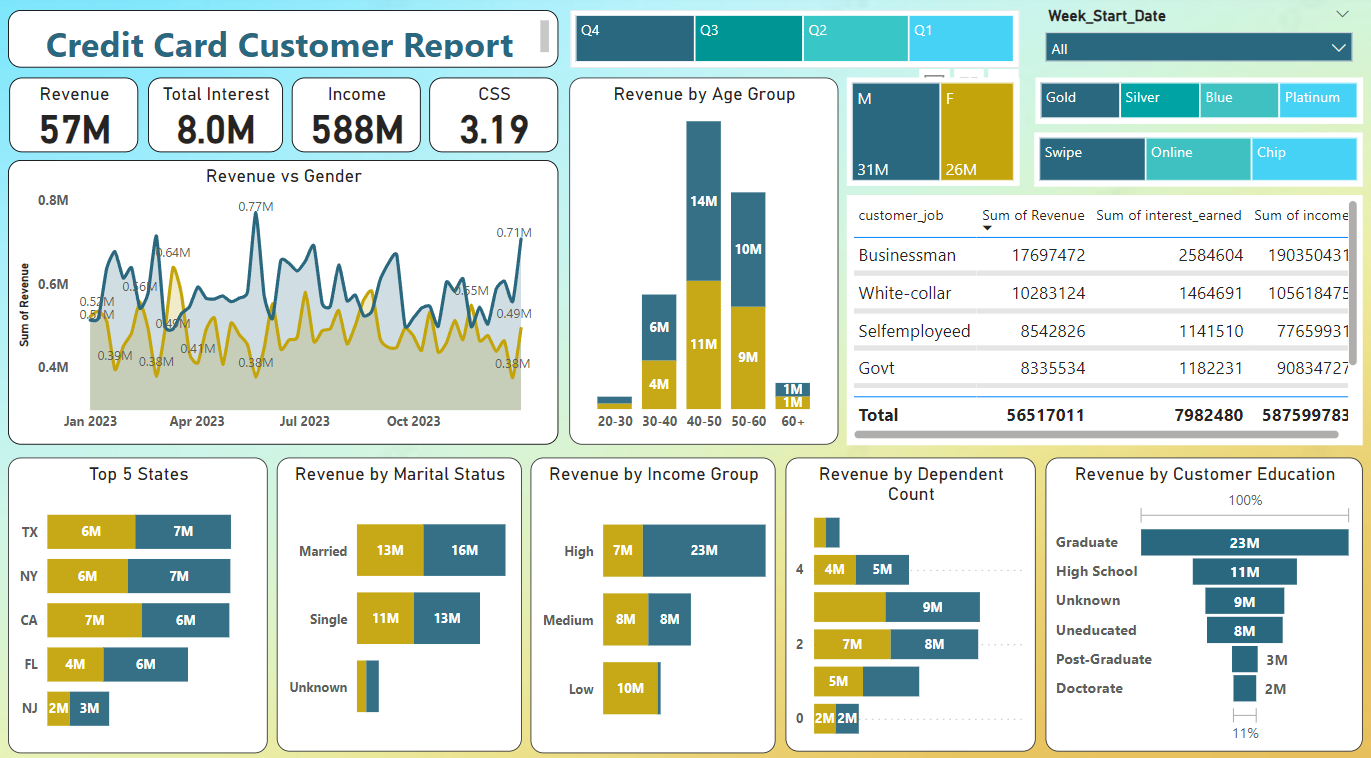 Credit Card Customer Report
Q4 Q3 Q2 Q1
Week_Start_Date
All
Revenue
57M
Total Interest
8.0M
Income
588M
CSS
3.19
Gold Silver Blue Platinum
Swipe Online Chip
M F
31M 26M
Revenue vs Gender
Sum of Revenue
0.8M
0.6M
0.4M
0.77M
0.71M
0.64M
0.56M
0.52M
0.49M
0.55M
0.49M
0.39M
0.38M
0.41M
0.38M
0.38M
Jan 2023 Apr 2023 Jul 2023 Oct 2023
Revenue by Age Group
14M
10M
6M
11M
9M
4M
1M
1M
20-30 30-40 40-50 50-60 60+
customer_job Sum of Revenue Sum of interest_earned Sum of income
Businessman 17697472 2584604 190350431
White-collar 10283124 1464691 105618475
Selfemployeed 8542826 1141510 77659931
Govt 8335534 1182231 90834727
Total 56517011 7982480 587599783
Top 5 States
TX 6M 7M
NY 6M 7M
CA 7M 6M
FL 4M 6M
NJ 2M 3M
Revenue by Marital Status
Married 13M 16M
Single 11M 13M
Unknown
Revenue by Income Group
High 7M 23M
Medium 8M 8M
Low 10M
Revenue by Dependent
Count
4 4M 5M
9M
2 7M 8M
5M
0 2M 2M
Revenue by Customer Education
100%
Graduate 23M
High School 11M
Unknown 9M
Uneducated 8M
Post-Graduate 3M
Doctorate 2M
11%